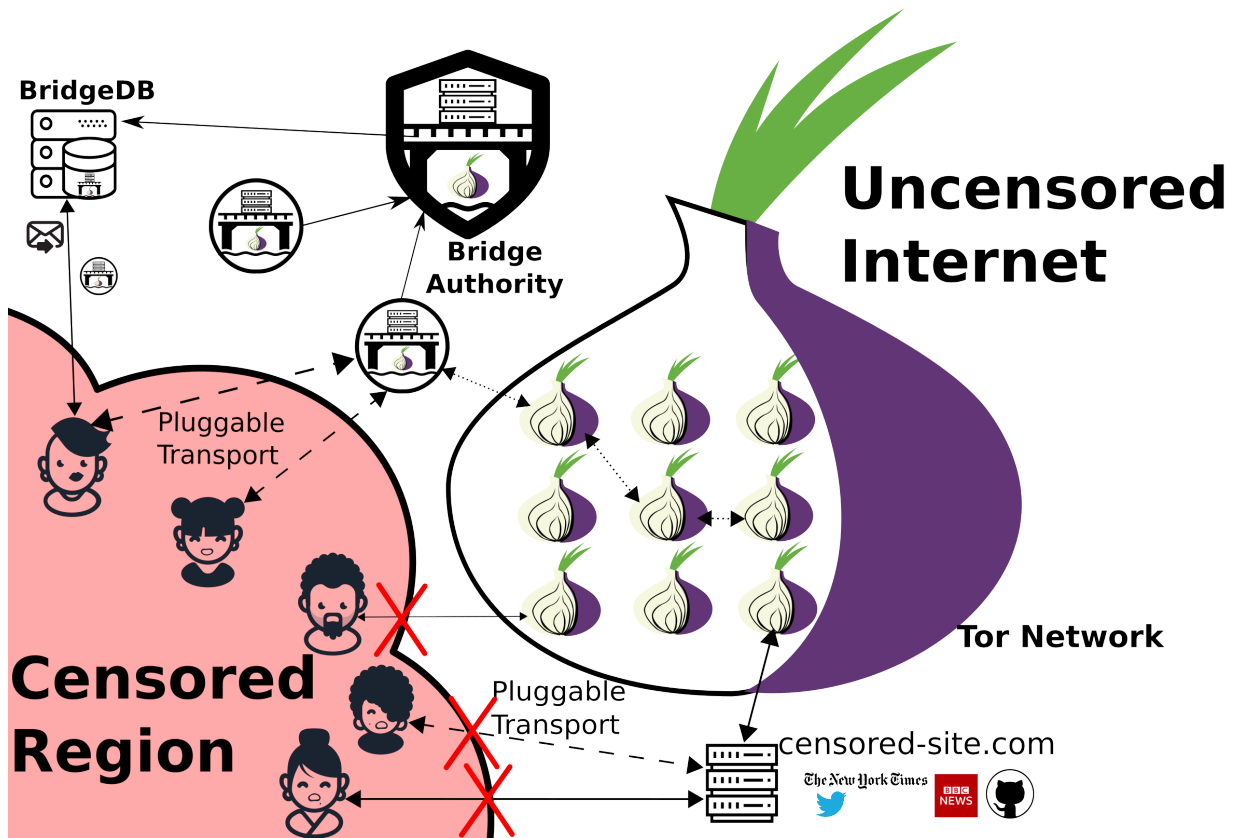 BridgeDB
Uncensored
Internet
Bridge
Authority
Pluggable
Transport
Censored
Region
Tor Network
Pluggable
Transport
censored-site.com
The New York Times
BBC
NEWS